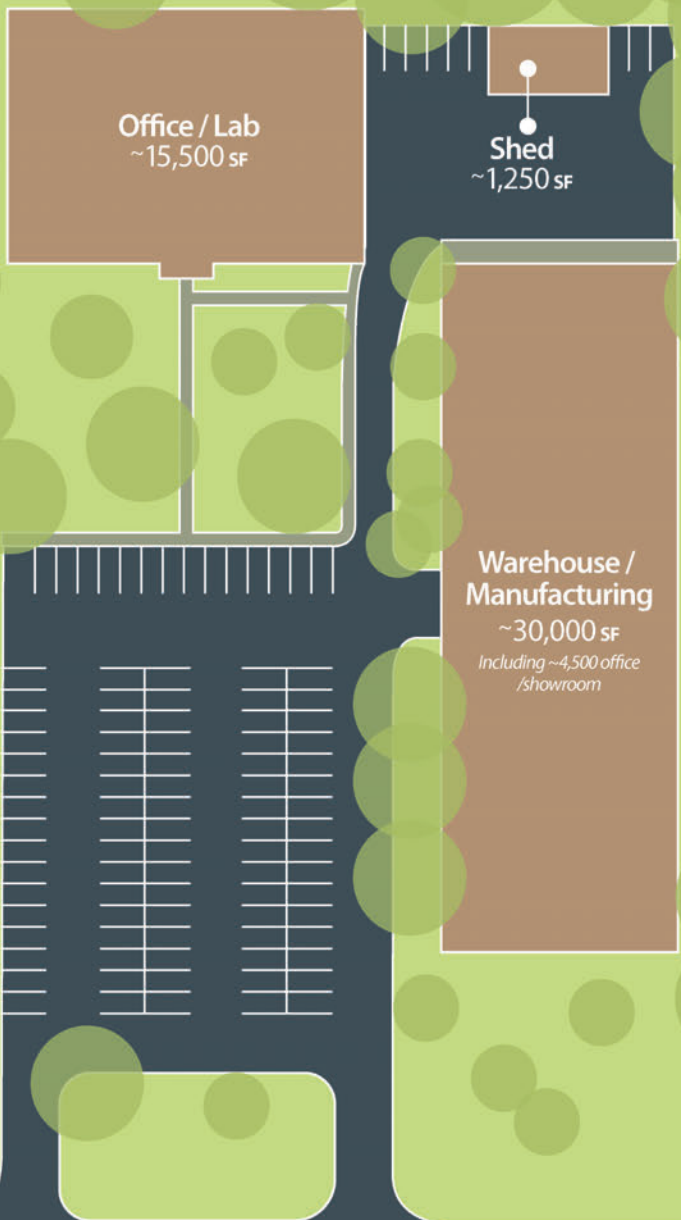 Office / Lab
~15,500 SF
Shed
~1,250 SF
Warehouse /
Manufacturing
~30,000 SF
Including ~4,500 office
/showroom